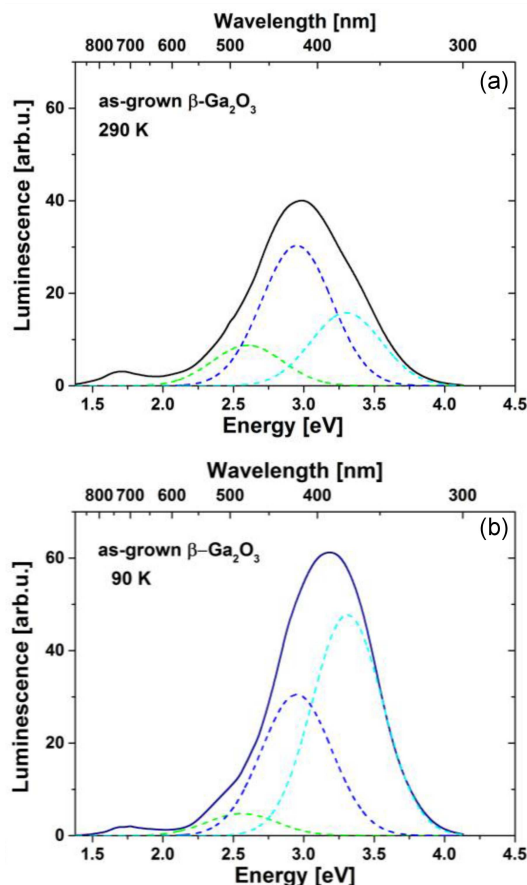 Wavelength [nm]
800 700 600 500 400 300
(a)
as-grown β-Ga₂O₃
290 K
Luminescence [arb.u.]
60
40
20
0
1.5 2.0 2.5 3.0 3.5 4.0 4.5
Energy [eV]
Wavelength [nm]
800 700 600 500 400 300
(b)
as-grown β−Ga₂O₃
90 K
Luminescence [arb.u.]
60
40
20
0
1.5 2.0 2.5 3.0 3.5 4.0 4.5
Energy [eV]